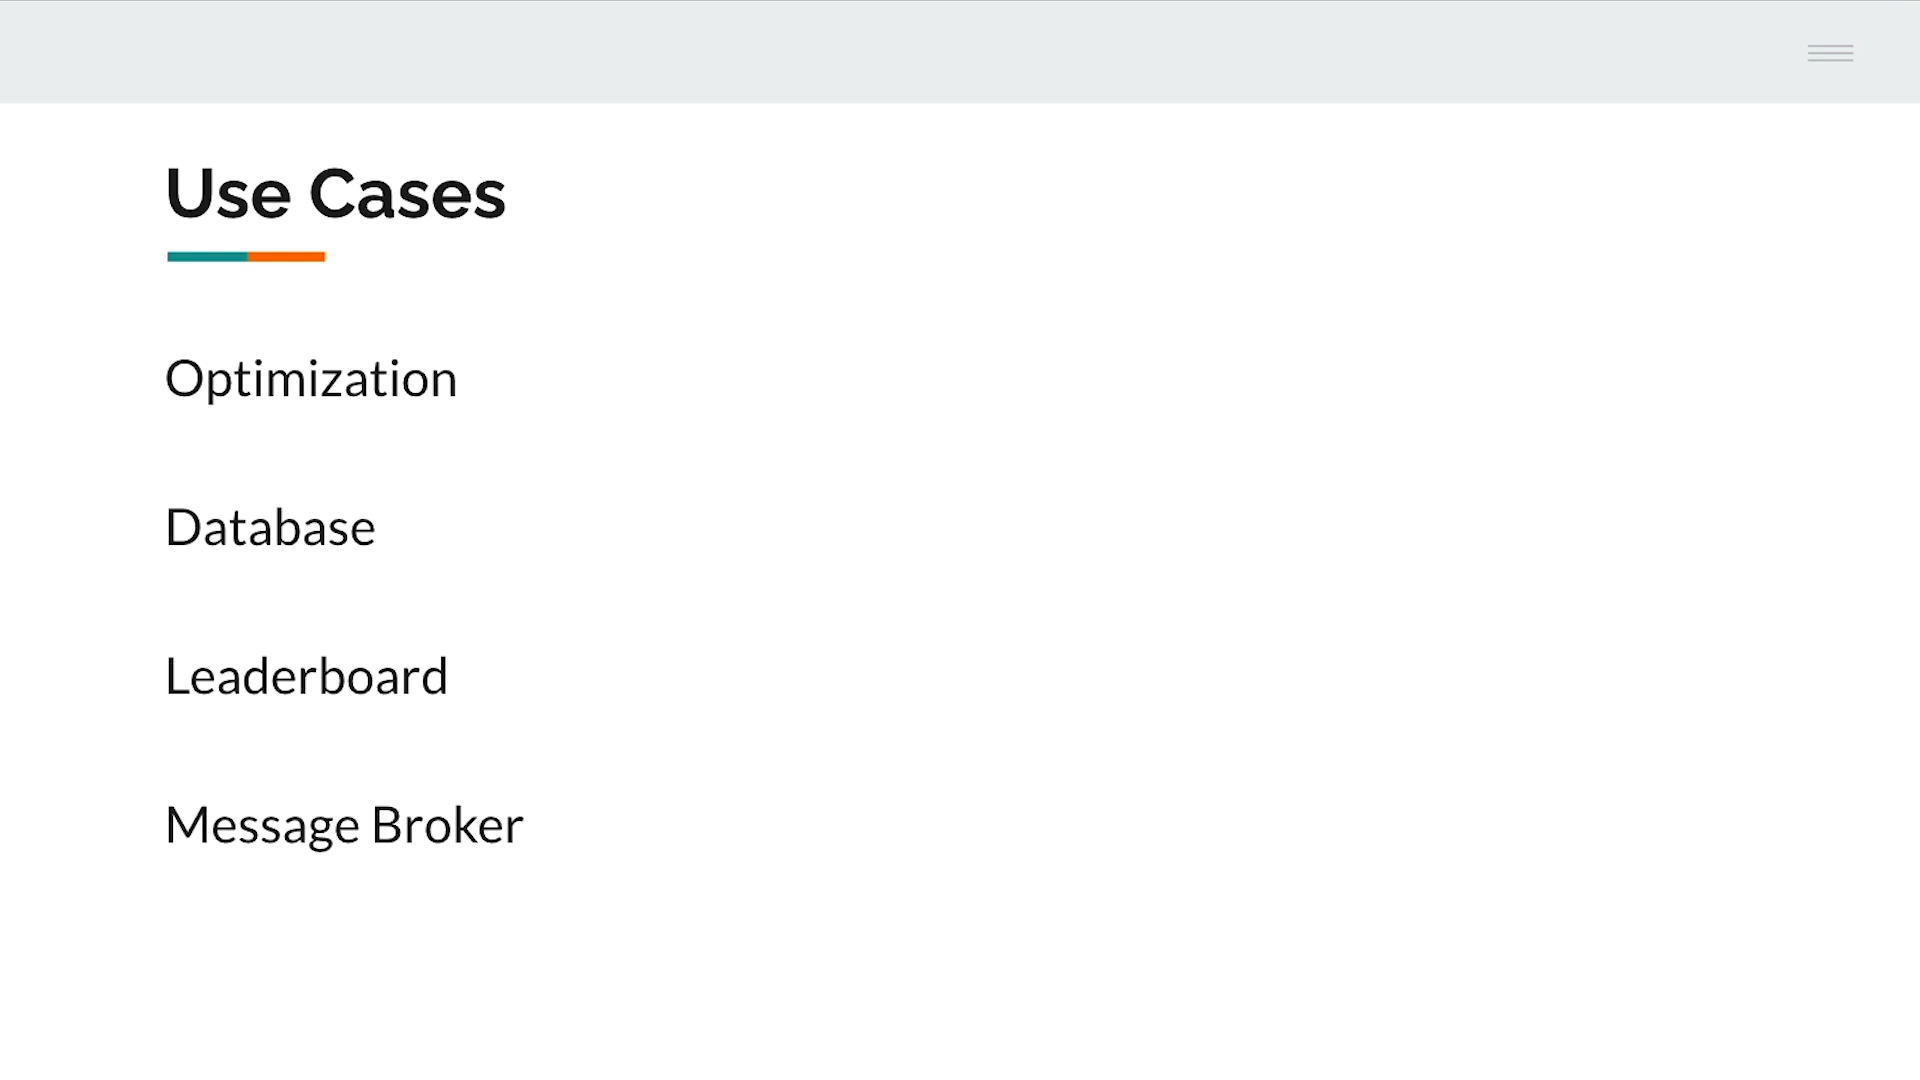 Use Cases
Optimization
Database
Leaderboard
Message Broker